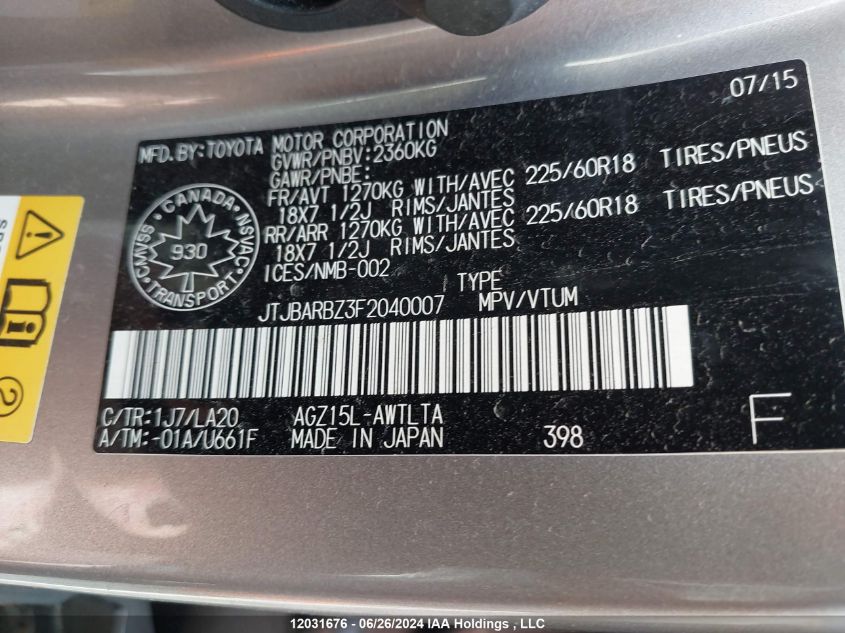 07/15
MFD.BY:TOYOTA MOTOR CORPORATION
GVWR/PNBV:2360KG
GAWR/PNBE:
FR/AVT 1270KG WITH/AVEC 225/60R18 TIRES/PNEUS
18X7 1/2J RIMS/JANTES
RR/ARR 1270KG WITH/AVEC 225/60R18 TIRES/PNEUS
18X7 1/2J RIMS/JANTES
ICES/NMB-002
CANADA
CMVSS NSVAC
930
TRANSPORT
TYPE
JTJBARBZ3F2040007 MPV/VTUM
C/TR:1J7/LA20 AGZ15L-AWTLTA
A/TM:-01A/U661F MADE IN JAPAN 398 F
2
12031676 - 06/26/2024 IAA Holdings , LLC